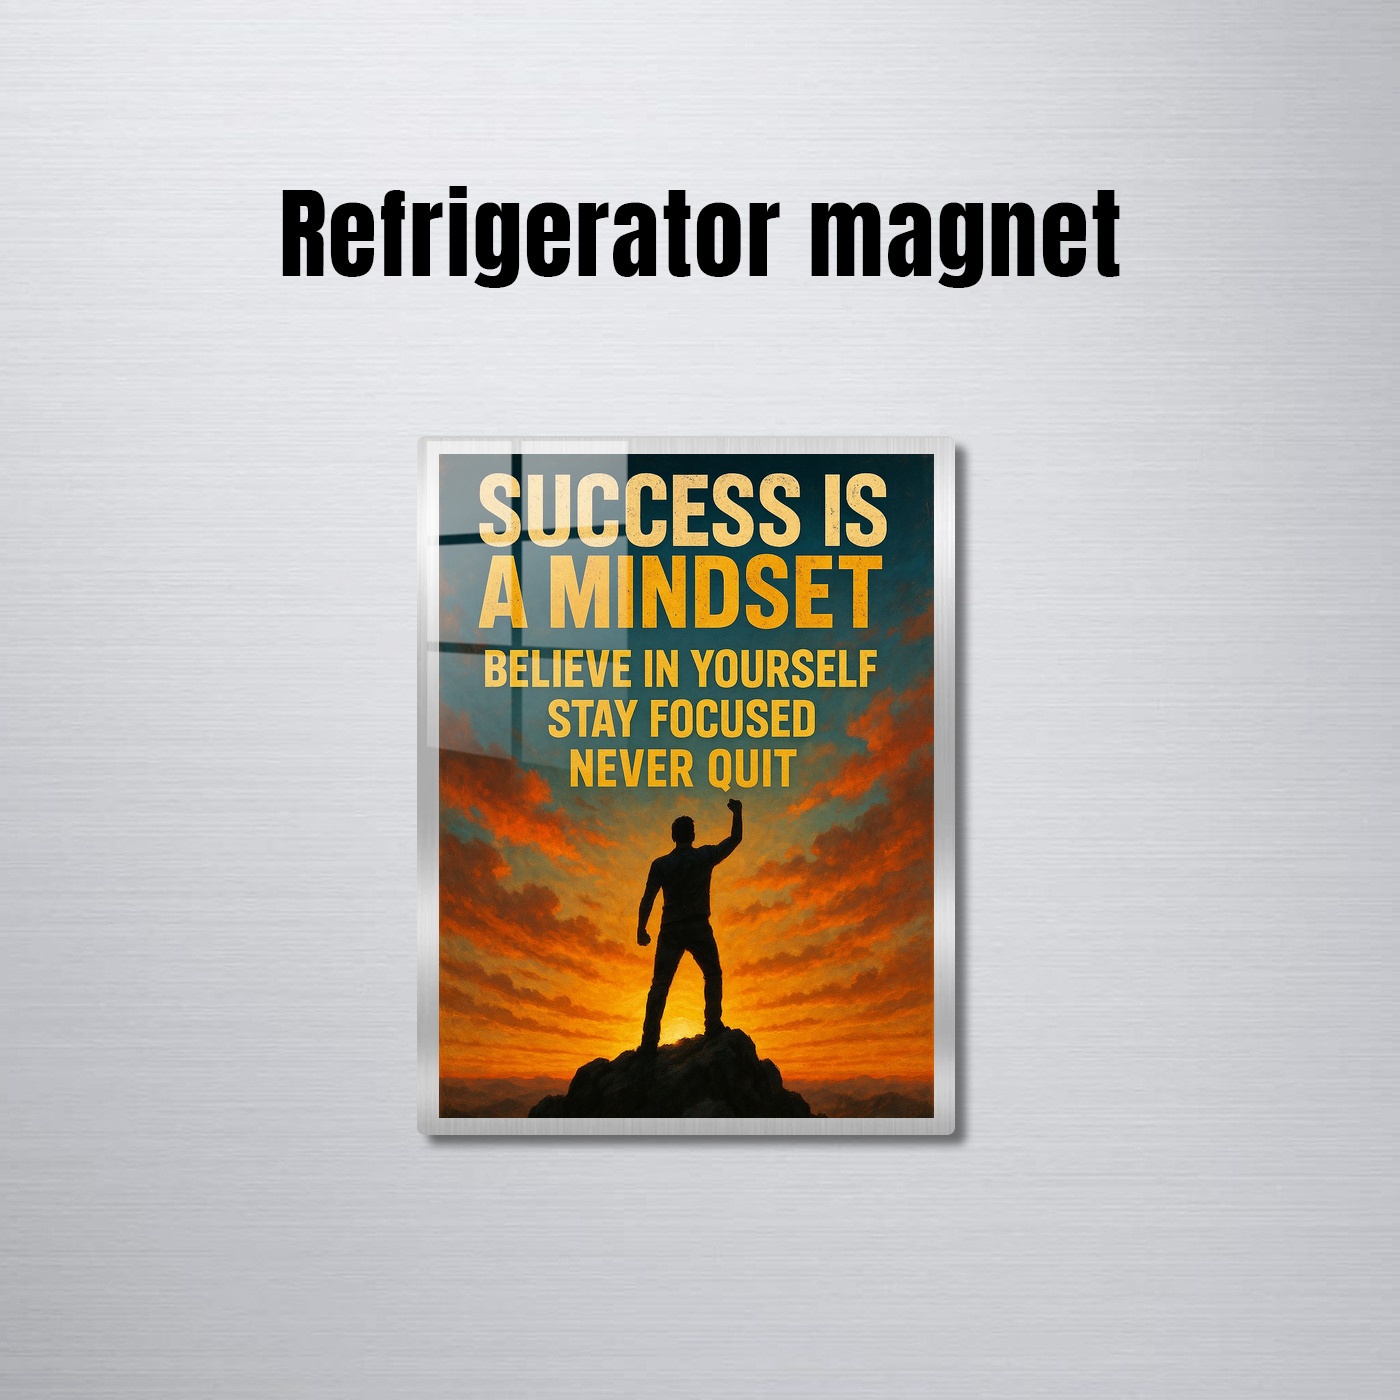 Refrigerator magnet
SUCCESS IS
A MINDSET
BELIEVE IN YOURSELF
STAY FOCUSED
NEVER QUIT